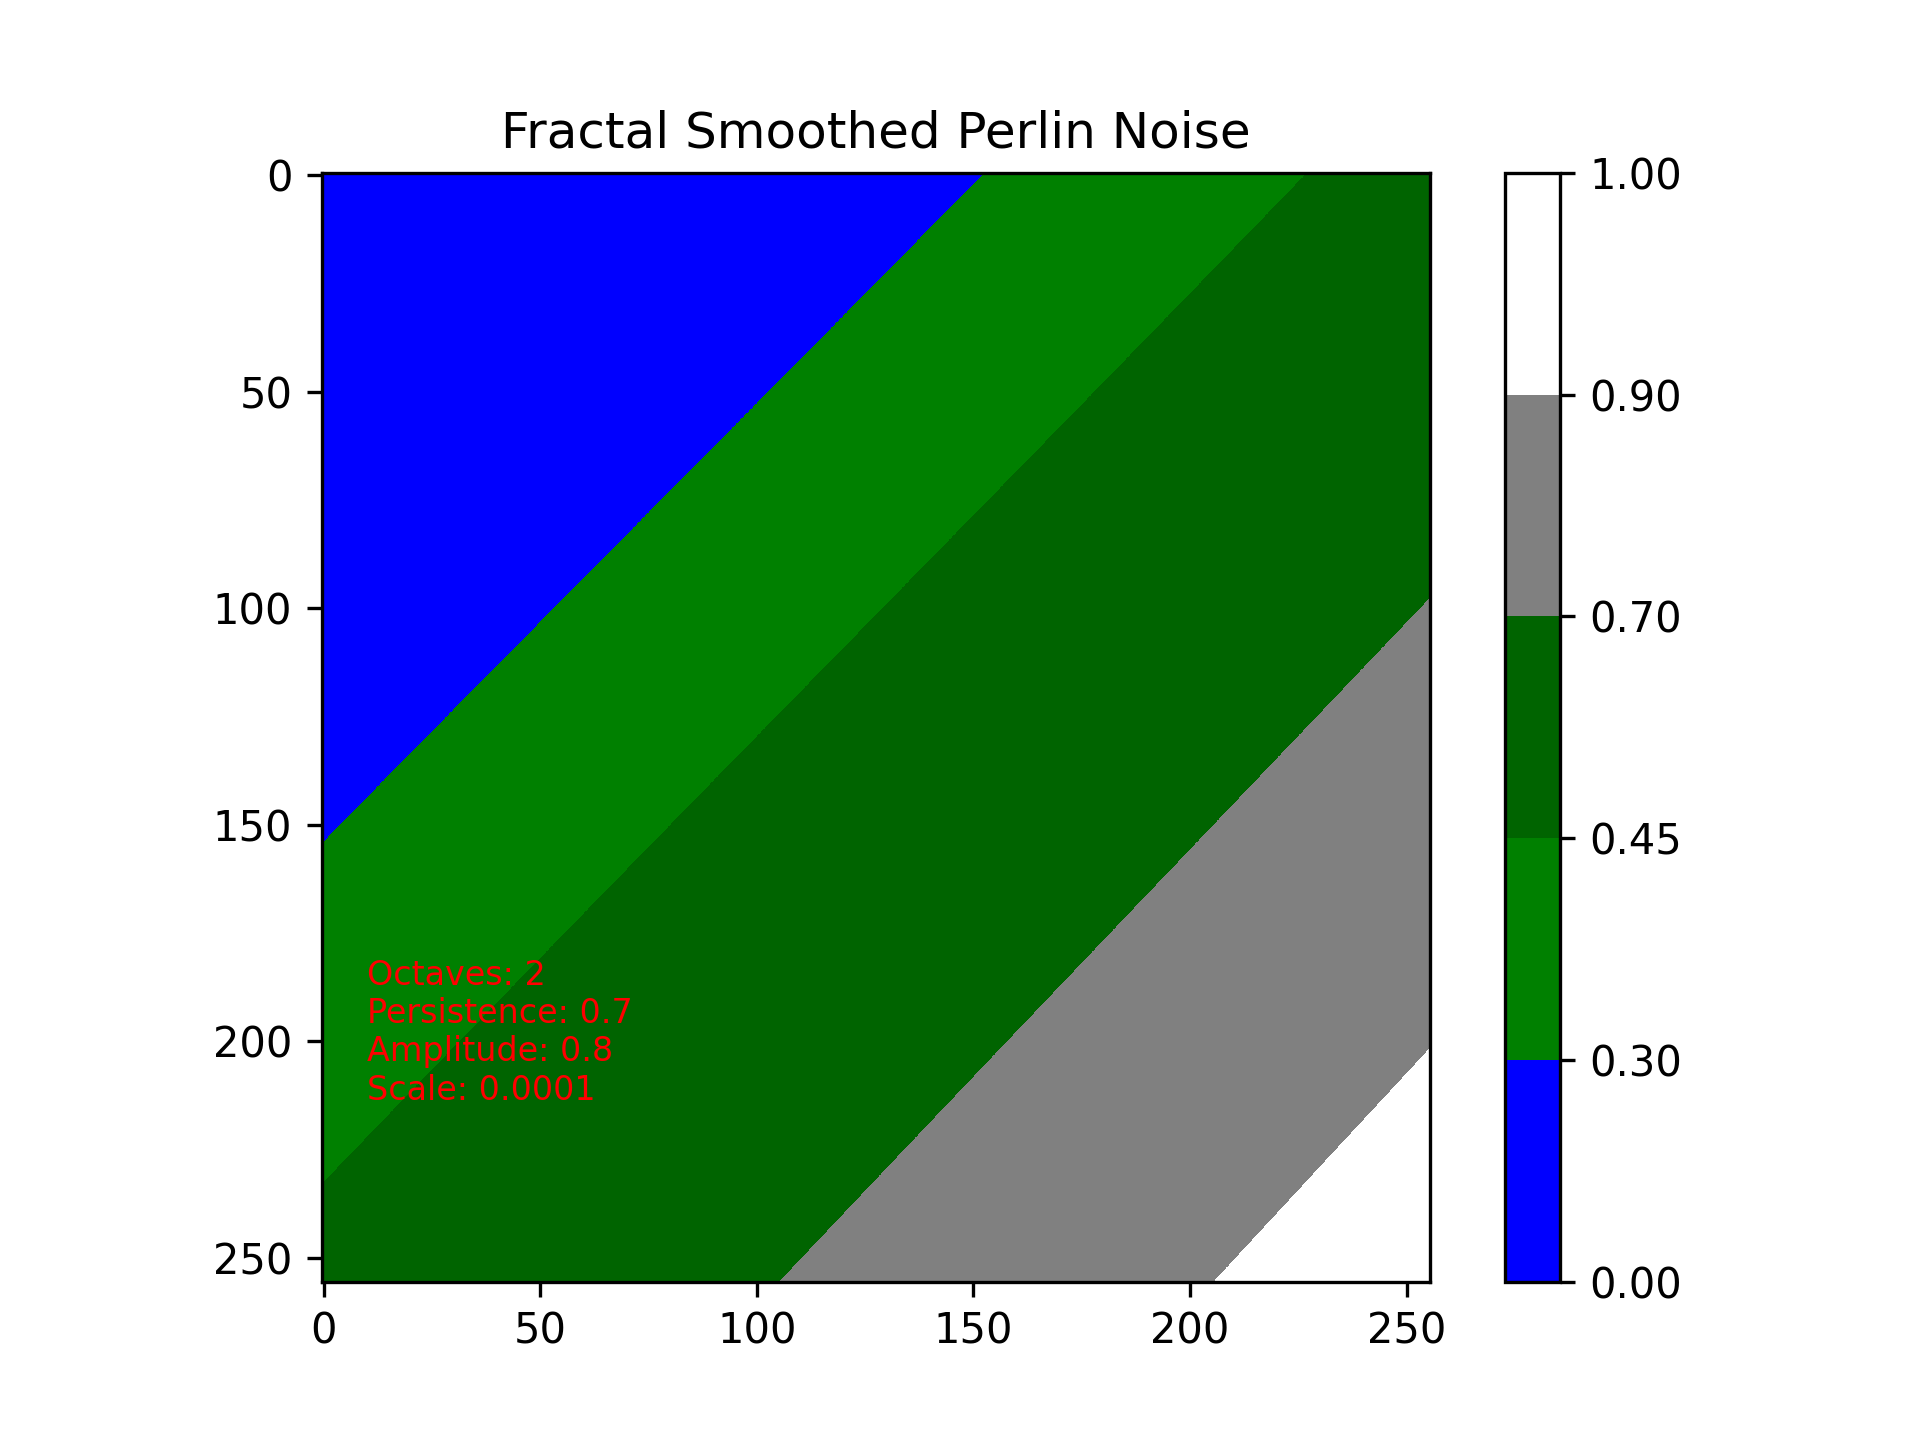 Fractal Smoothed Perlin Noise
0
50
100
150
200
250
Octaves: 2
Persistence: 0.7
Amplitude: 0.8
Scale: 0.0001
0 50 100 150 200 250
1.00
0.90
0.70
0.45
0.30
0.00